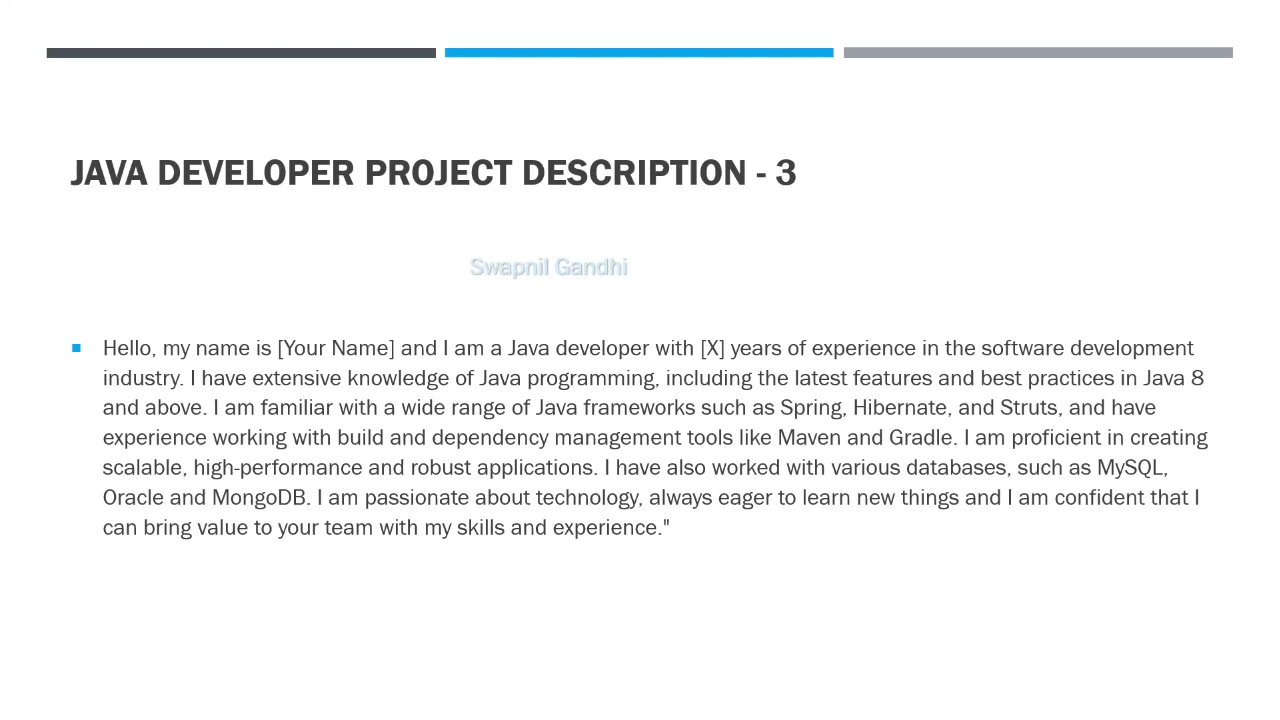 JAVA DEVELOPER PROJECT DESCRIPTION - 3
Swapnil Gandhi
Hello, my name is [Your Name] and I am a Java developer with [X] years of experience in the software development
industry. I have extensive knowledge of Java programming, including the latest features and best practices in Java 8
and above. I am familiar with a wide range of Java frameworks such as Spring, Hibernate, and Struts, and have
experience working with build and dependency management tools like Maven and Gradle. I am proficient in creating
scalable, high-performance and robust applications. I have also worked with various databases, such as MySQL,
Oracle and MongoDB. I am passionate about technology, always eager to learn new things and I am confident that I
can bring value to your team with my skills and experience."